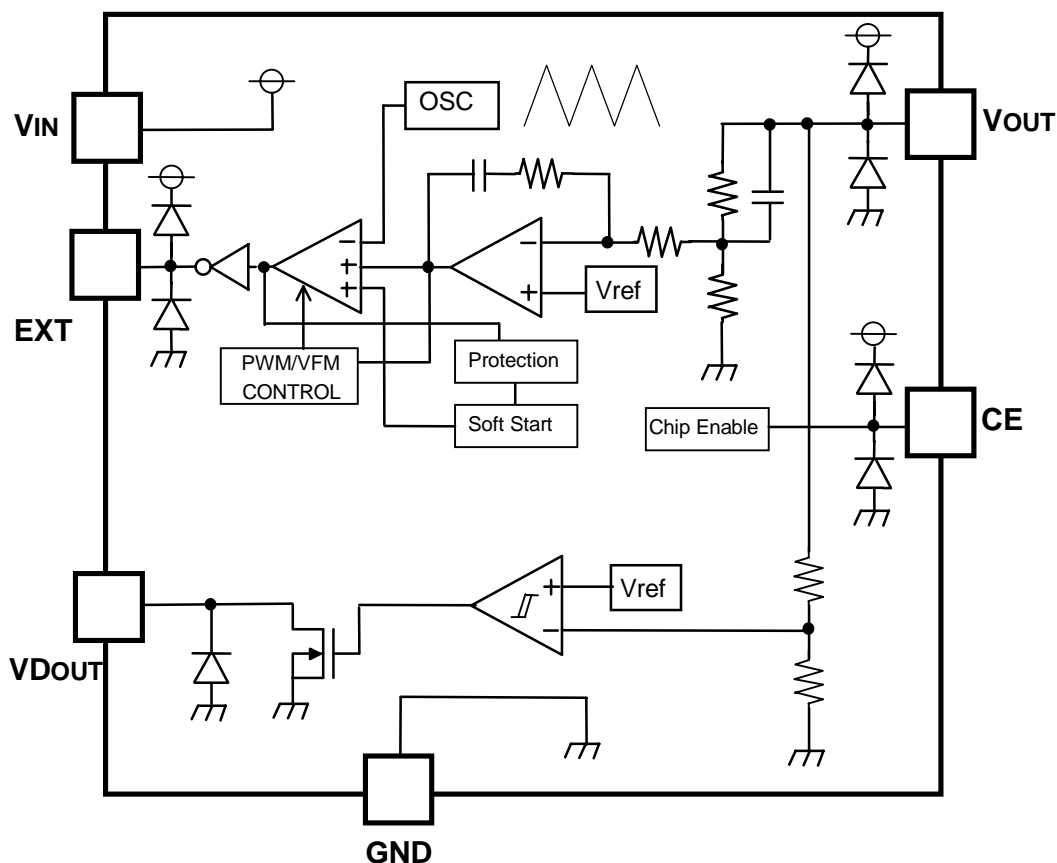 OSC
VIN
VOUT
−
+
+
−
+
Vref
EXT
PWM/VFM
CONTROL
Protection
Soft Start
Chip Enable
CE
+
−
Vref
VDOUT
GND